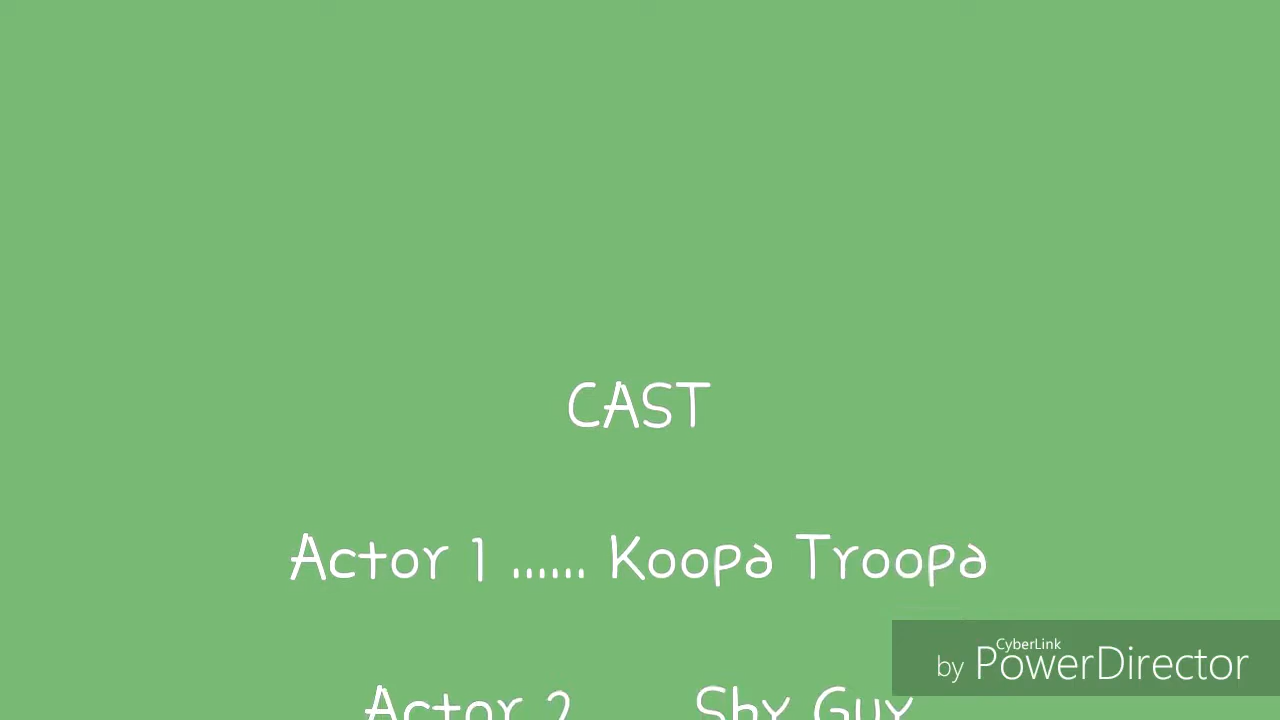 CAST
Actor 1 ...... Koopa Troopa
CyberLink
by PowerDirector
Actor 2 Shy Guy